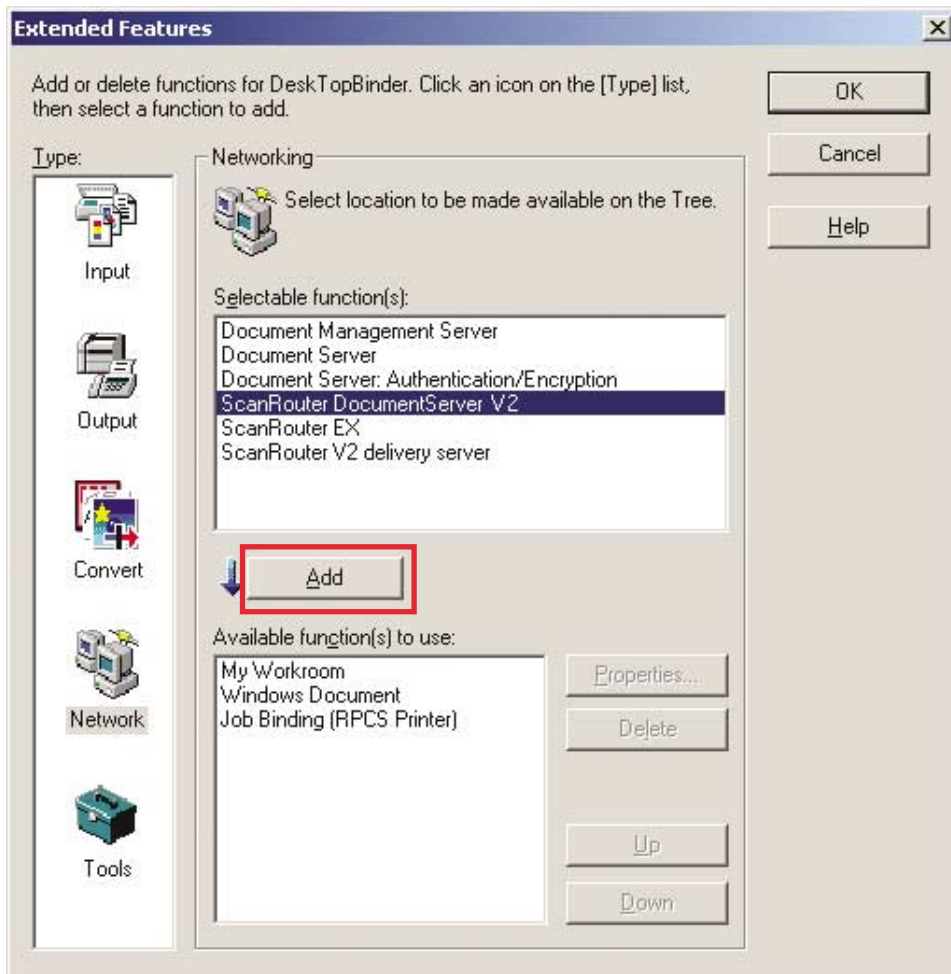 Extended Features
Add or delete functions for DeskTopBinder. Click an icon on the [Type] list,
then select a function to add.
OK
Cancel
Help
Type:
Input
Output
Convert
Network
Tools
Networking
Select location to be made available on the Tree.
Selectable function(s):
Document Management Server
Document Server
Document Server: Authentication/Encryption
ScanRouter DocumentServer V2
ScanRouter EX
ScanRouter V2 delivery server
Add
Available function(s) to use:
My Workroom
Windows Document
Job Binding (RPCS Printer)
Properties...
Delete
Up
Down